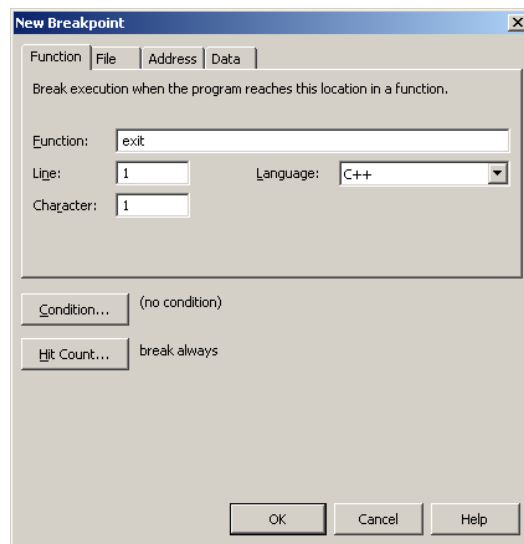 New Breakpoint
Function File Address Data
Break execution when the program reaches this location in a function.
Function: exit
Line: 1 Language: C++
Character: 1
Condition... (no condition)
Hit Count... break always
OK Cancel Help